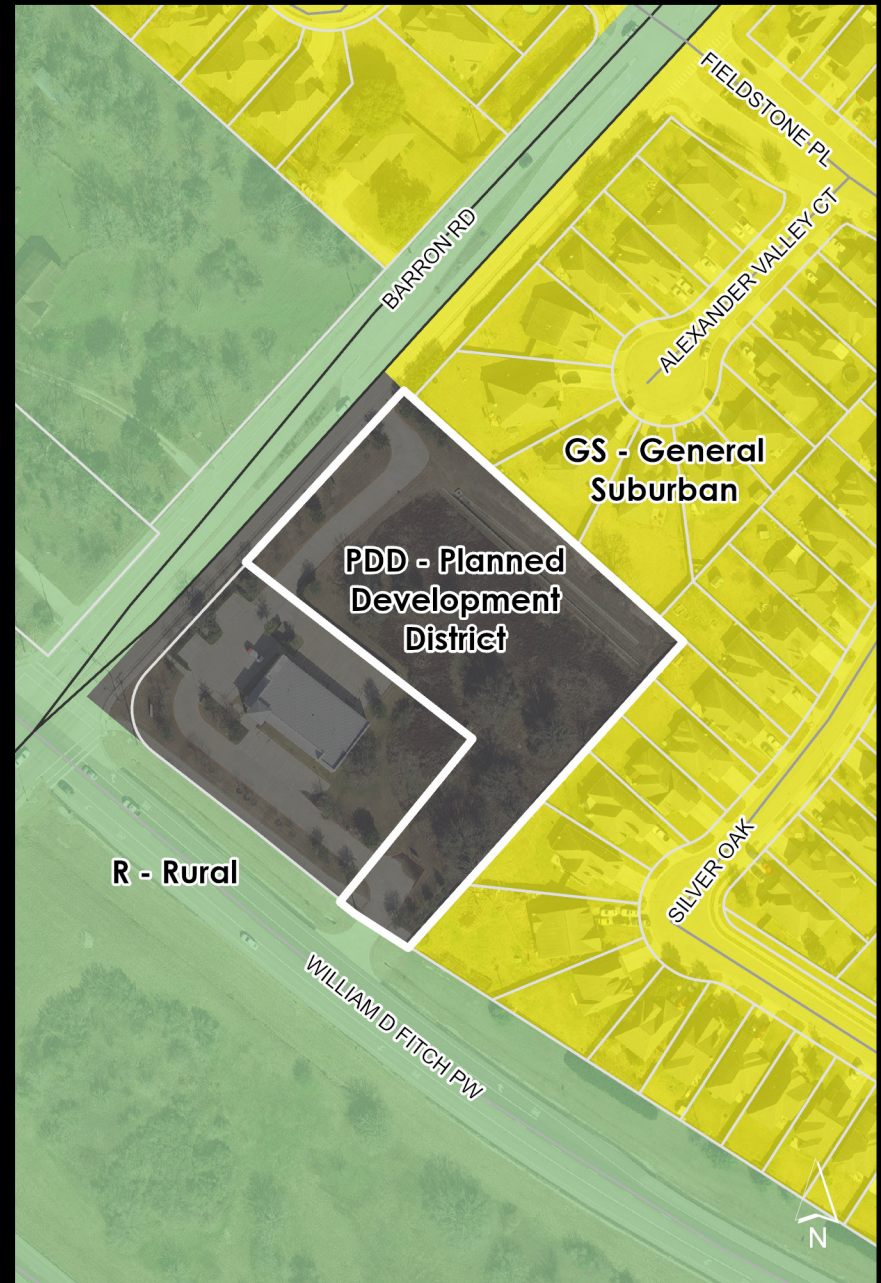 FIELDSTONE PL
BARRON RD
ALEXANDER VALLEY CT
GS - General
Suburban
PDD - Planned
Development
District
SILVER OAK
R - Rural
WILLIAM D FITCH PW
N